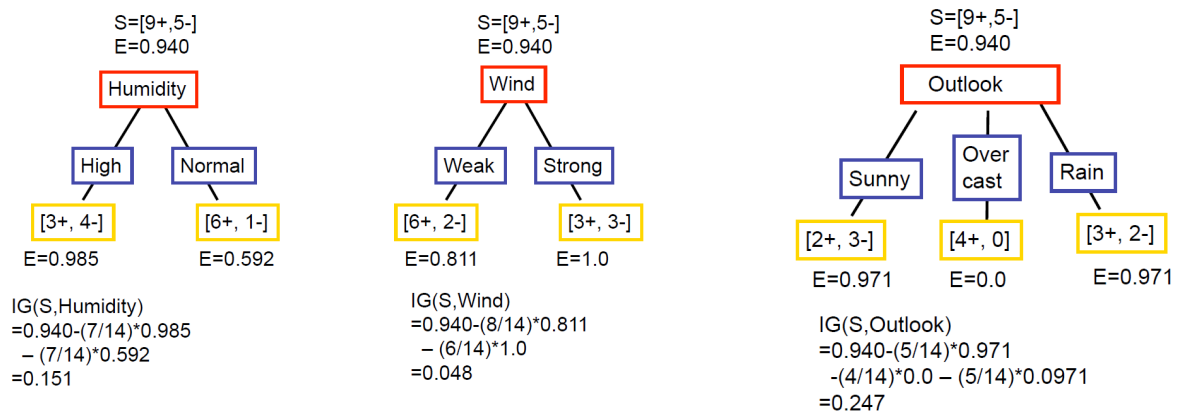 S=[9+,5-]
E=0.940
Humidity
High
Normal
[3+, 4-]
[6+, 1-]
E=0.985
E=0.592
IG(S,Humidity)
=0.940-(7/14)*0.985
– (7/14)*0.592
=0.151
S=[9+,5-]
E=0.940
Wind
Weak
Strong
[6+, 2-]
[3+, 3-]
E=0.811
E=1.0
IG(S,Wind)
=0.940-(8/14)*0.811
– (6/14)*1.0
=0.048
S=[9+,5-]
E=0.940
Outlook
Sunny
Over
cast
Rain
[2+, 3-]
[4+, 0]
[3+, 2-]
E=0.971
E=0.0
E=0.971
IG(S,Outlook)
=0.940-(5/14)*0.971
-(4/14)*0.0 – (5/14)*0.0971
=0.247